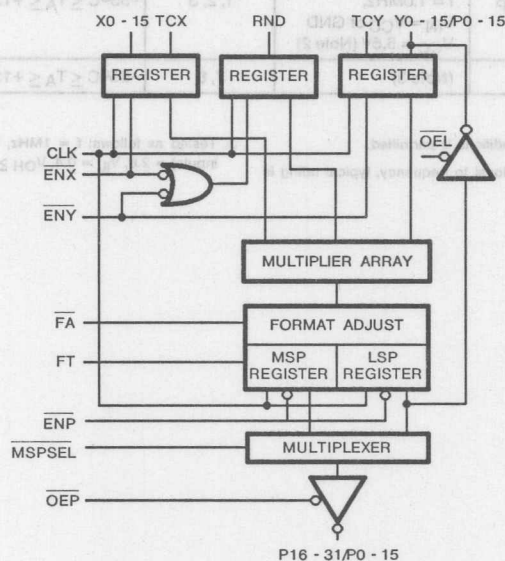 X0 - 15 TCX RND TCY Y0 - 15/P0 - 15
REGISTER REGISTER REGISTER
OEL
CLK
ENX
ENY
MULTIPLIER ARRAY
FA
FORMAT ADJUST
FT
MSP REGISTER
LSP REGISTER
ENP
MSPSEL
MULTIPLEXER
OEP
P16 - 31/P0 - 15